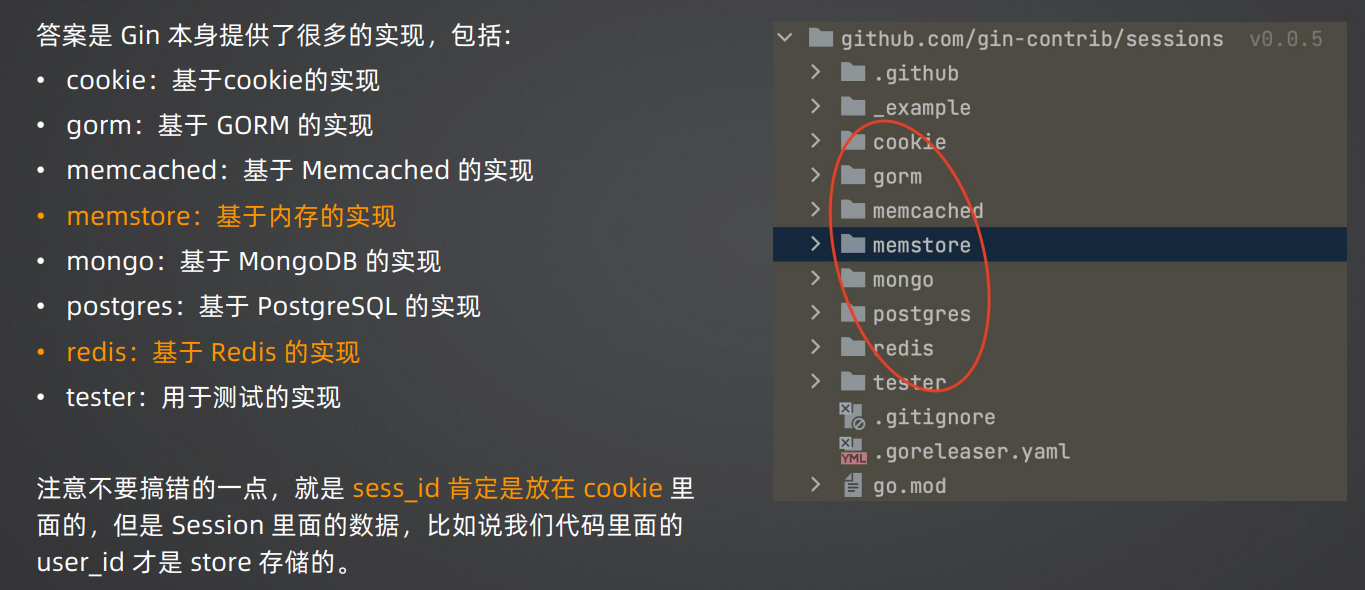 答案是 Gin 本身提供了很多的实现，包括：
• cookie：基于cookie的实现
• gorm：基于 GORM 的实现
• memcached：基于 Memcached 的实现
• memstore：基于内存的实现
• mongo：基于 MongoDB 的实现
• postgres：基于 PostgreSQL 的实现
• redis：基于 Redis 的实现
• tester：用于测试的实现
注意不要搞错的一点，就是 sess_id 肯定是放在 cookie 里
面的，但是 Session 里面的数据，比如说我们代码里面的
user_id 才是 store 存储的。
github.com/gin-contrib/sessions v0.0.5
.github
_example
cookie
gorm
memcached
memstore
mongo
postgres
redis
tester
.gitignore
YML .goreleaser.yaml
go.mod